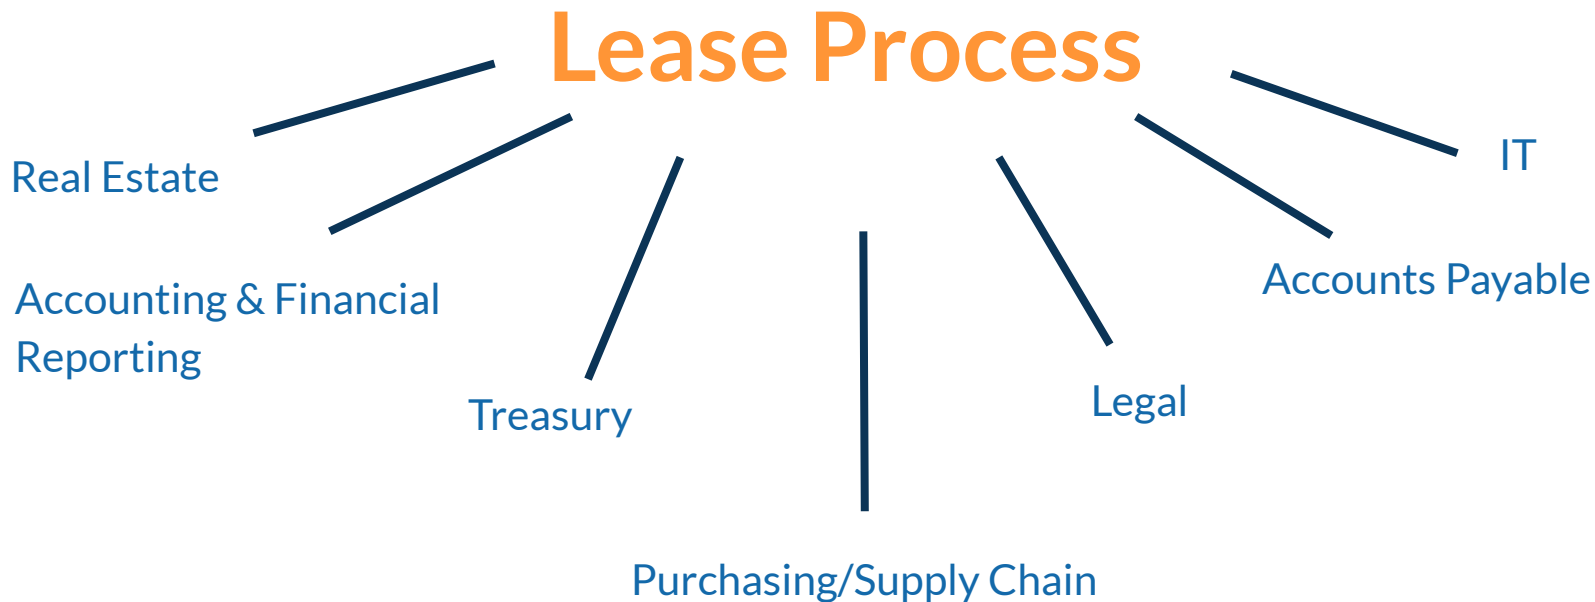 Lease Process
Real Estate
Accounting & Financial
Reporting
Treasury
Purchasing/Supply Chain
Legal
Accounts Payable
IT